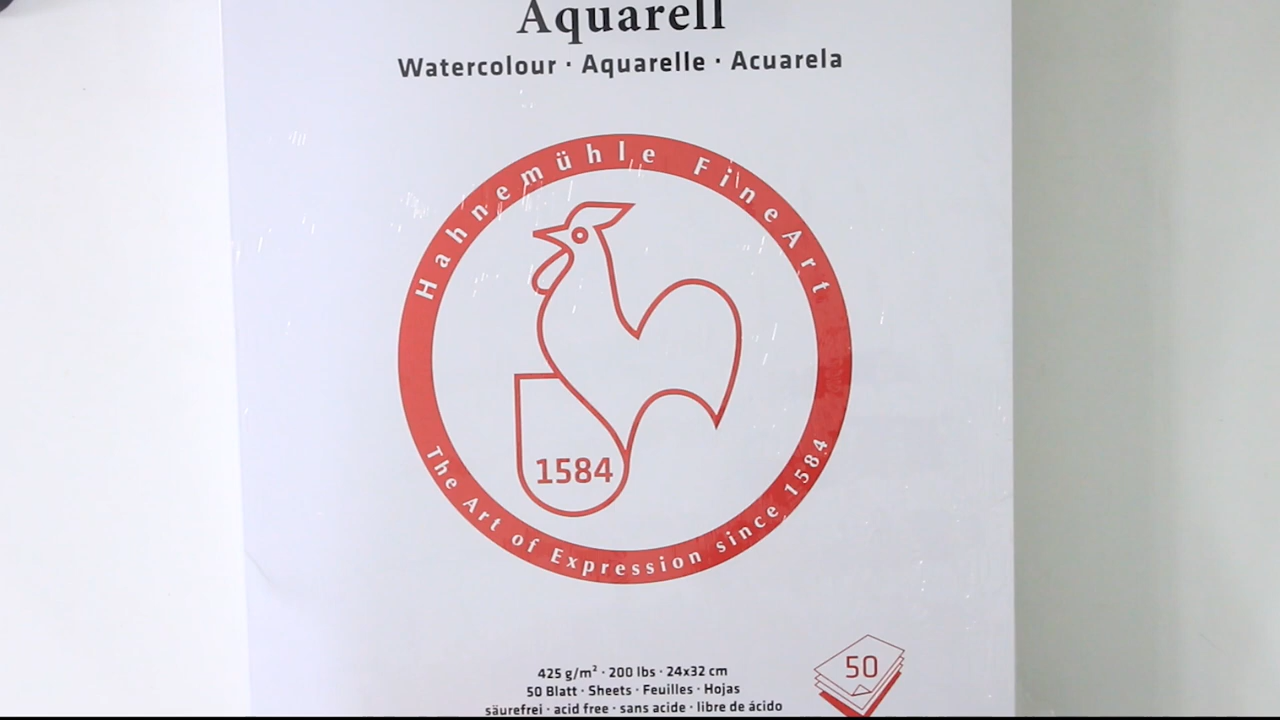 Aquarell
Watercolour · Aquarelle · Acuarela
Hahnemühle FineArt
1584
The Art of Expression since 1584
425 g/m² · 200 lbs · 24x32 cm
50 Blatt · Sheets · Feuilles · Hojas
säurefrei · acid free · sans acide · libre de ácido
50